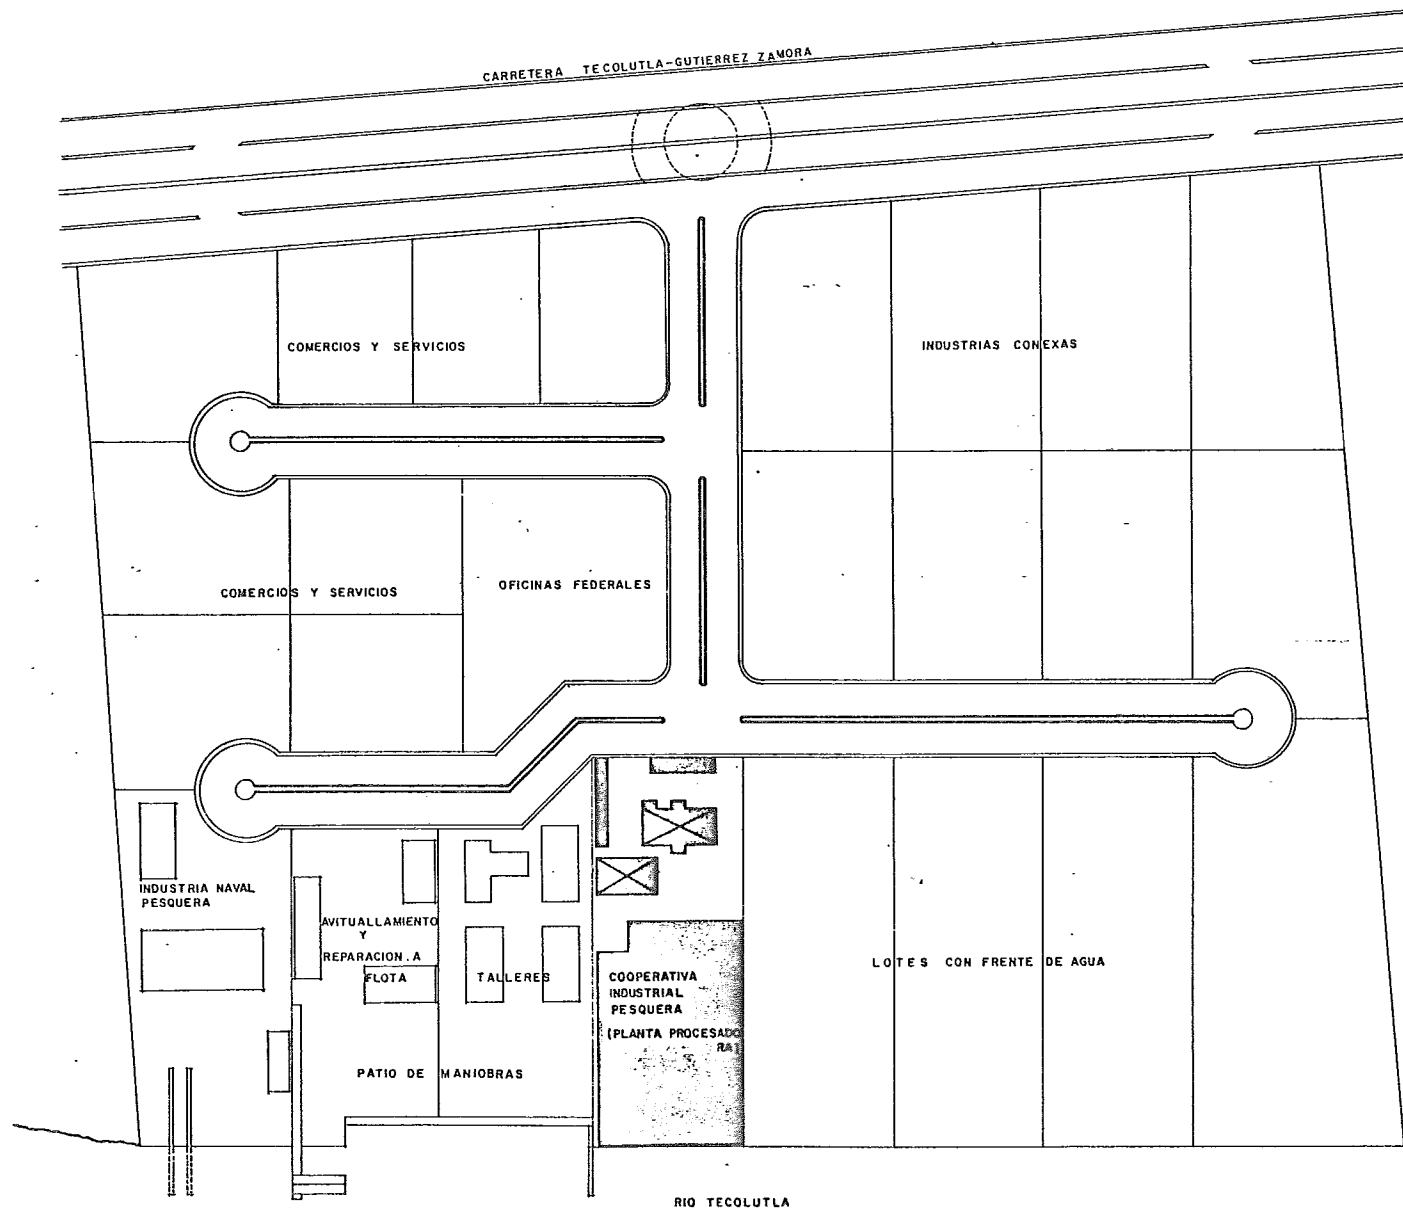 CARRETERA TECOLUTLA-GUTIERREZ ZAMORA
COMERCIOS Y SERVICIOS
INDUSTRIAS CONEXAS
COMERCIOS Y SERVICIOS
OFICINAS FEDERALES
INDUSTRIA NAVAL
PESQUERA
AVITUALLAMIENTO
Y
REPARACION. A
FLOTA
TALLERES
COOPERATIVA
INDUSTRIAL
PESQUERA
(PLANTA PROCESADO
RA)
LOTES CON FRENTE DE AGUA
PATIO DE MANIOBRAS
RIO TECOLUTLA